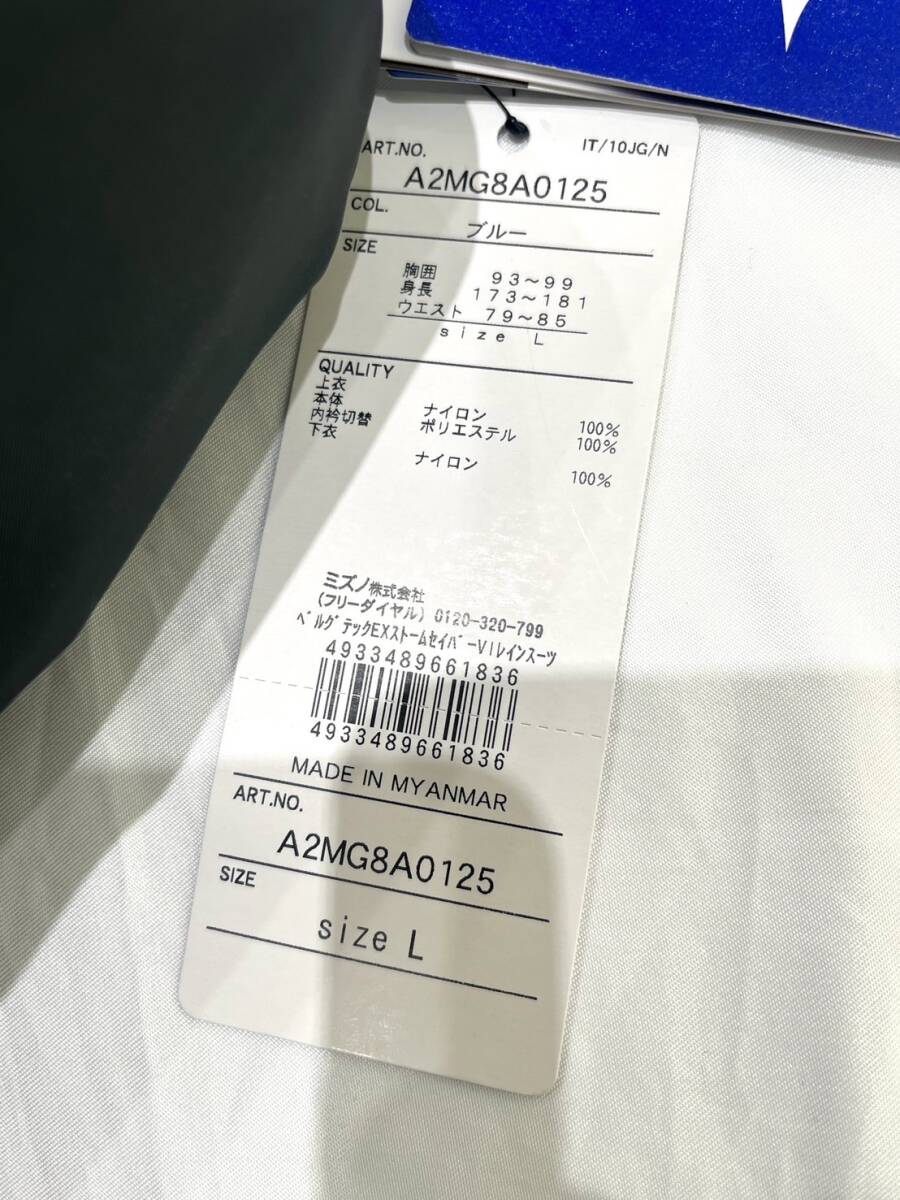 ART.NO. IT/10JG/N
A2MG8A0125
COL.
ブルー
SIZE
胸囲 93～99
身長 173～181
ウエスト 79～85
size L
QUALITY
上衣
本体 ナイロン 100%
内衿切替 ポリエステル 100%
下衣
ナイロン 100%
ミズノ株式会社
(フリーダイヤル) 0120-320-799
ベルグテックEXストームセイバーVIレインスーツ
4933489661836
4933489661836
MADE IN MYANMAR
ART.NO.
A2MG8A0125
SIZE
size L